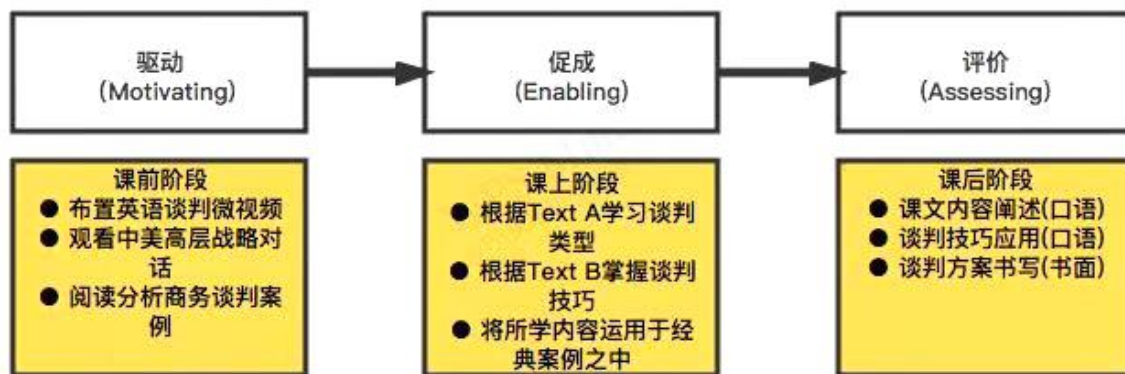 驱动
(Motivating)
促成
(Enabling)
评价
(Assessing)
课前阶段
● 布置英语谈判微视频
● 观看中美高层战略对
话
● 阅读分析商务谈判案
例
课上阶段
● 根据Text A学习谈判
类型
● 根据Text B掌握谈判
技巧
● 将所学内容运用于经
典案例之中
课后阶段
● 课文内容阐述(口语)
● 谈判技巧应用(口语)
● 谈判方案书写(书面)